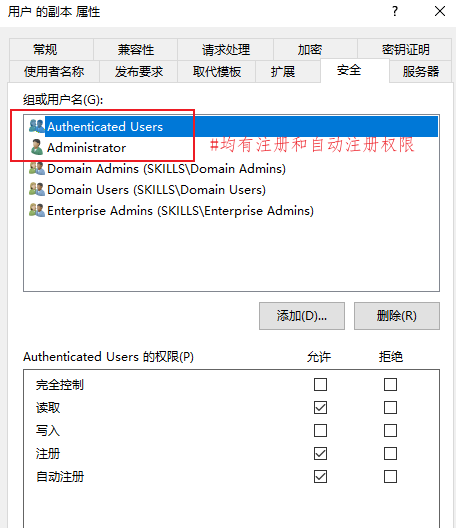 用户 的副本 属性
?
常规 兼容性 请求处理 加密 密钥证明
使用者名称 发布要求 取代模板 扩展 安全 服务器
组或用户名(G):
Authenticated Users
Administrator #均有注册和自动注册权限
Domain Admins (SKILLS\Domain Admins)
Domain Users (SKILLS\Domain Users)
Enterprise Admins (SKILLS\Enterprise Admins)
添加(D)... 删除(R)
Authenticated Users 的权限(P) 允许 拒绝
完全控制
读取
写入
注册
自动注册